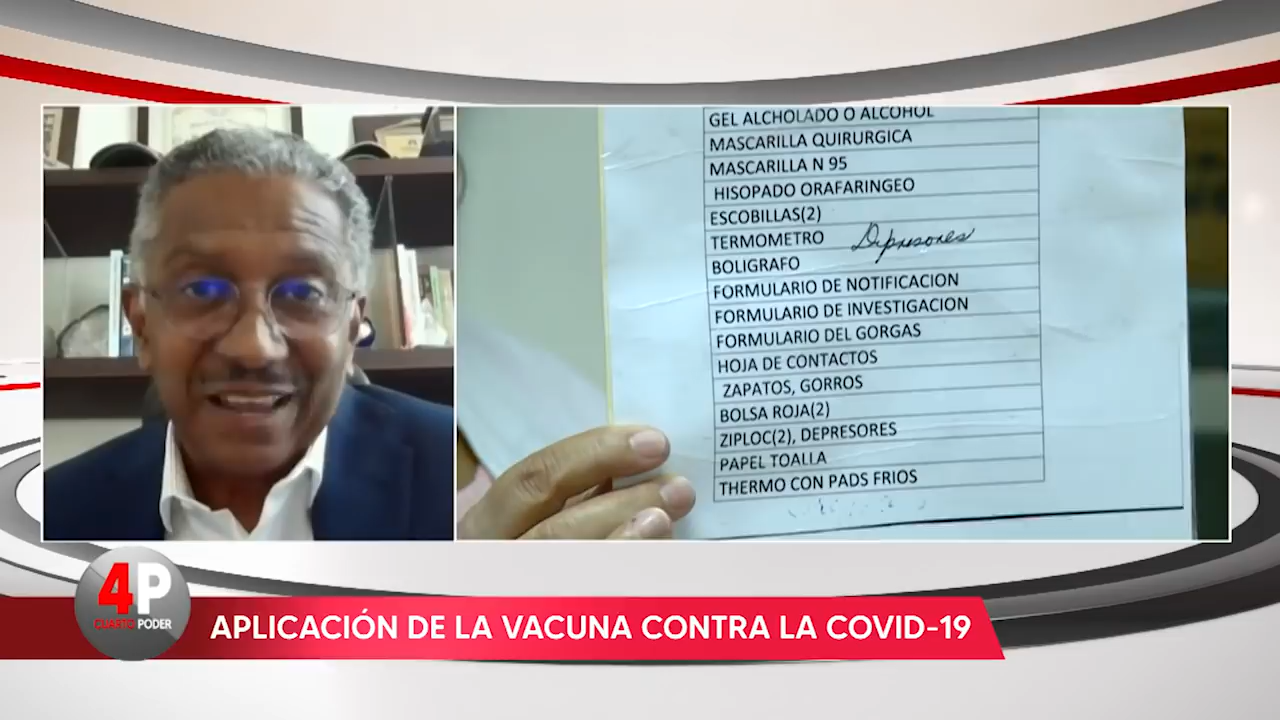 GEL ALCHOLADO O ALCOHOL
MASCARILLA QUIRURGICA
MASCARILLA N 95
HISOPADO ORAFARINGEO
ESCOBILLAS(2)
TERMOMETRO Depresores
BOLIGRAFO
FORMULARIO DE NOTIFICACION
FORMULARIO DE INVESTIGACION
FORMULARIO DEL GORGAS
HOJA DE CONTACTOS
ZAPATOS, GORROS
BOLSA ROJA(2)
ZIPLOC(2), DEPRESORES
PAPEL TOALLA
THERMO CON PADS FRIOS
4P
CUARTO PODER
APLICACIÓN DE LA VACUNA CONTRA LA COVID-19